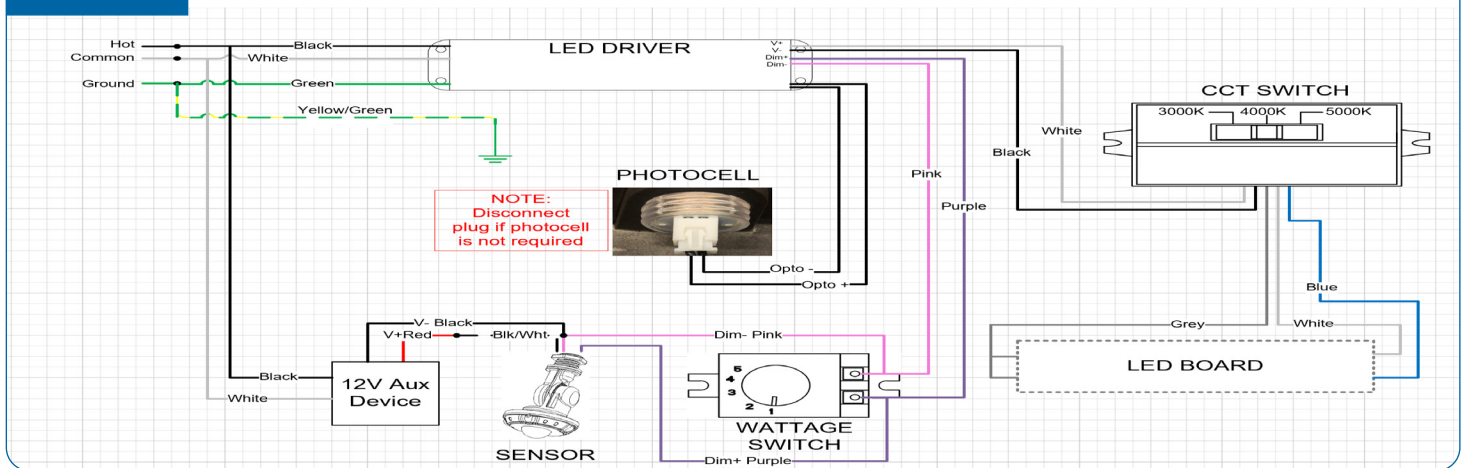 Hot
Black
LED DRIVER
V+
V-
Dim+
Dim-
Common
White
Ground
Green
Yellow/Green
CCT SWITCH
3000K
4000K
5000K
White
Black
PHOTOCELL
Pink
Purple
NOTE:
Disconnect
plug if photocell
is not required
Opto -
Opto +
Blue
V- Black
V+Red
Blk/Wht
Dim- Pink
Grey
White
LED BOARD
Black
12V Aux
Device
White
5
4
3
2
1
WATTAGE
SWITCH
SENSOR
Dim+ Purple